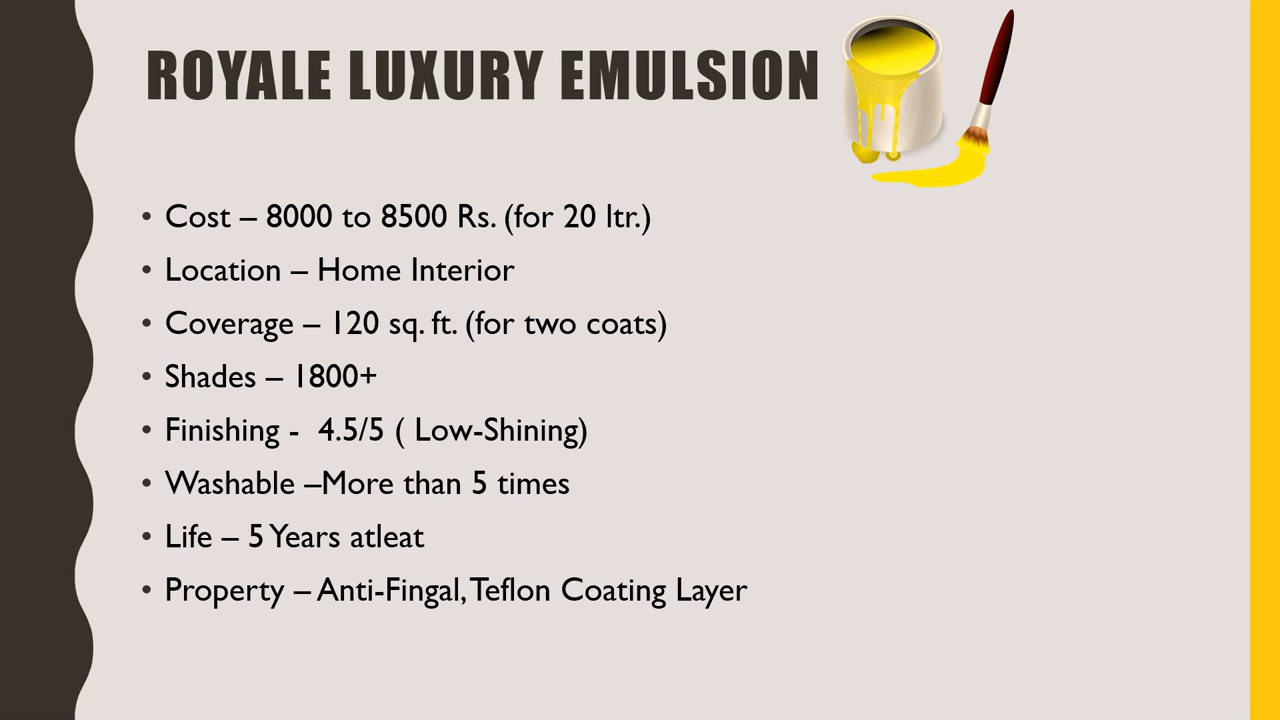 ROYALE LUXURY EMULSION
• Cost – 8000 to 8500 Rs. (for 20 ltr.)
• Location – Home Interior
• Coverage – 120 sq. ft. (for two coats)
• Shades – 1800+
• Finishing -  4.5/5 ( Low-Shining)
• Washable –More than 5 times
• Life – 5 Years atleat
• Property – Anti-Fingal, Teflon Coating Layer